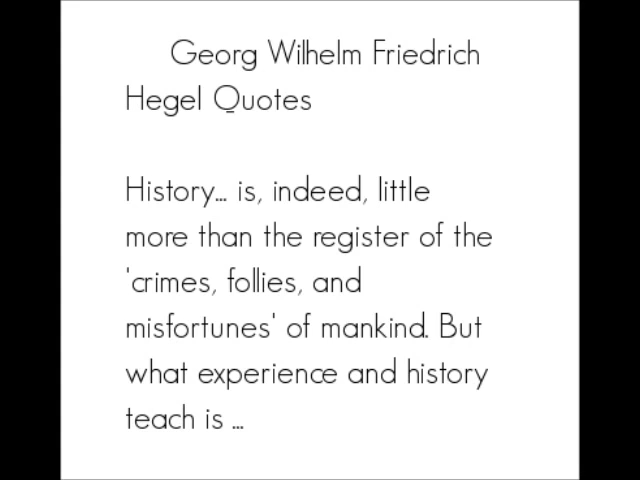 Georg Wilhelm Friedrich
Hegel Quotes
History... is, indeed, little
more than the register of the
'crimes, follies, and
misfortunes' of mankind. But
what experience and history
teach is ...